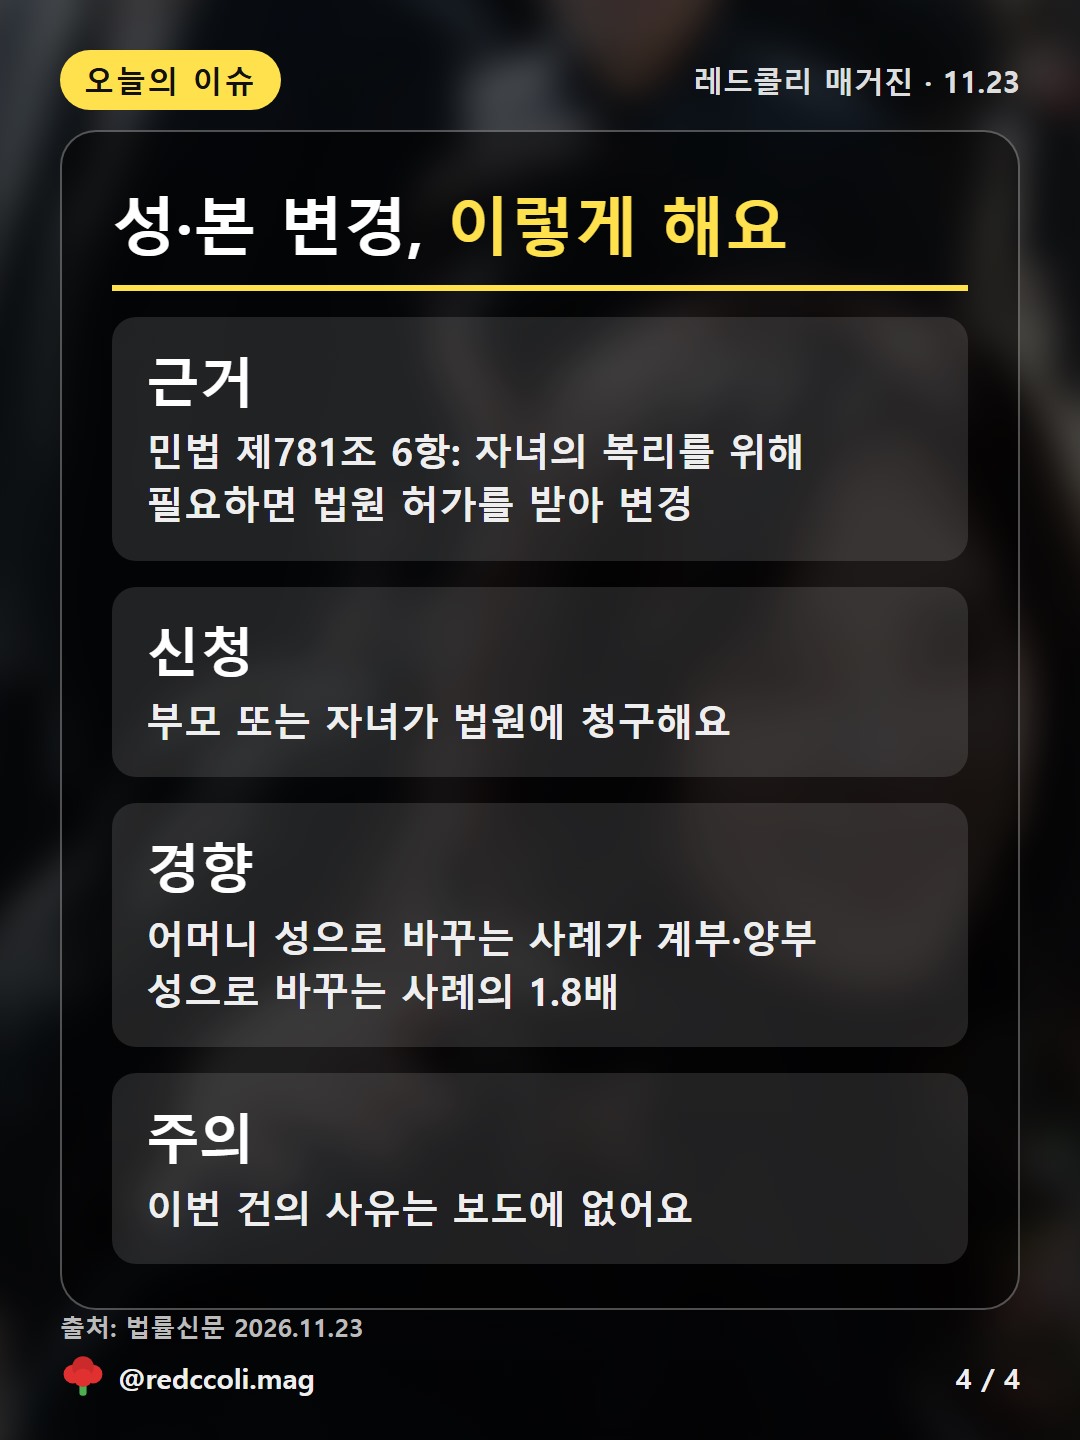 오늘의 이슈
레드콜리 매거진 · 11.23
성·본 변경, 이렇게 해요
근거
민법 제781조 6항: 자녀의 복리를 위해
필요하면 법원 허가를 받아 변경
신청
부모 또는 자녀가 법원에 청구해요
경향
어머니 성으로 바꾸는 사례가 계부·양부
성으로 바꾸는 사례의 1.8배
주의
이번 건의 사유는 보도에 없어요
출처: 법률신문 2026.11.23
@redccoli.mag
4 / 4